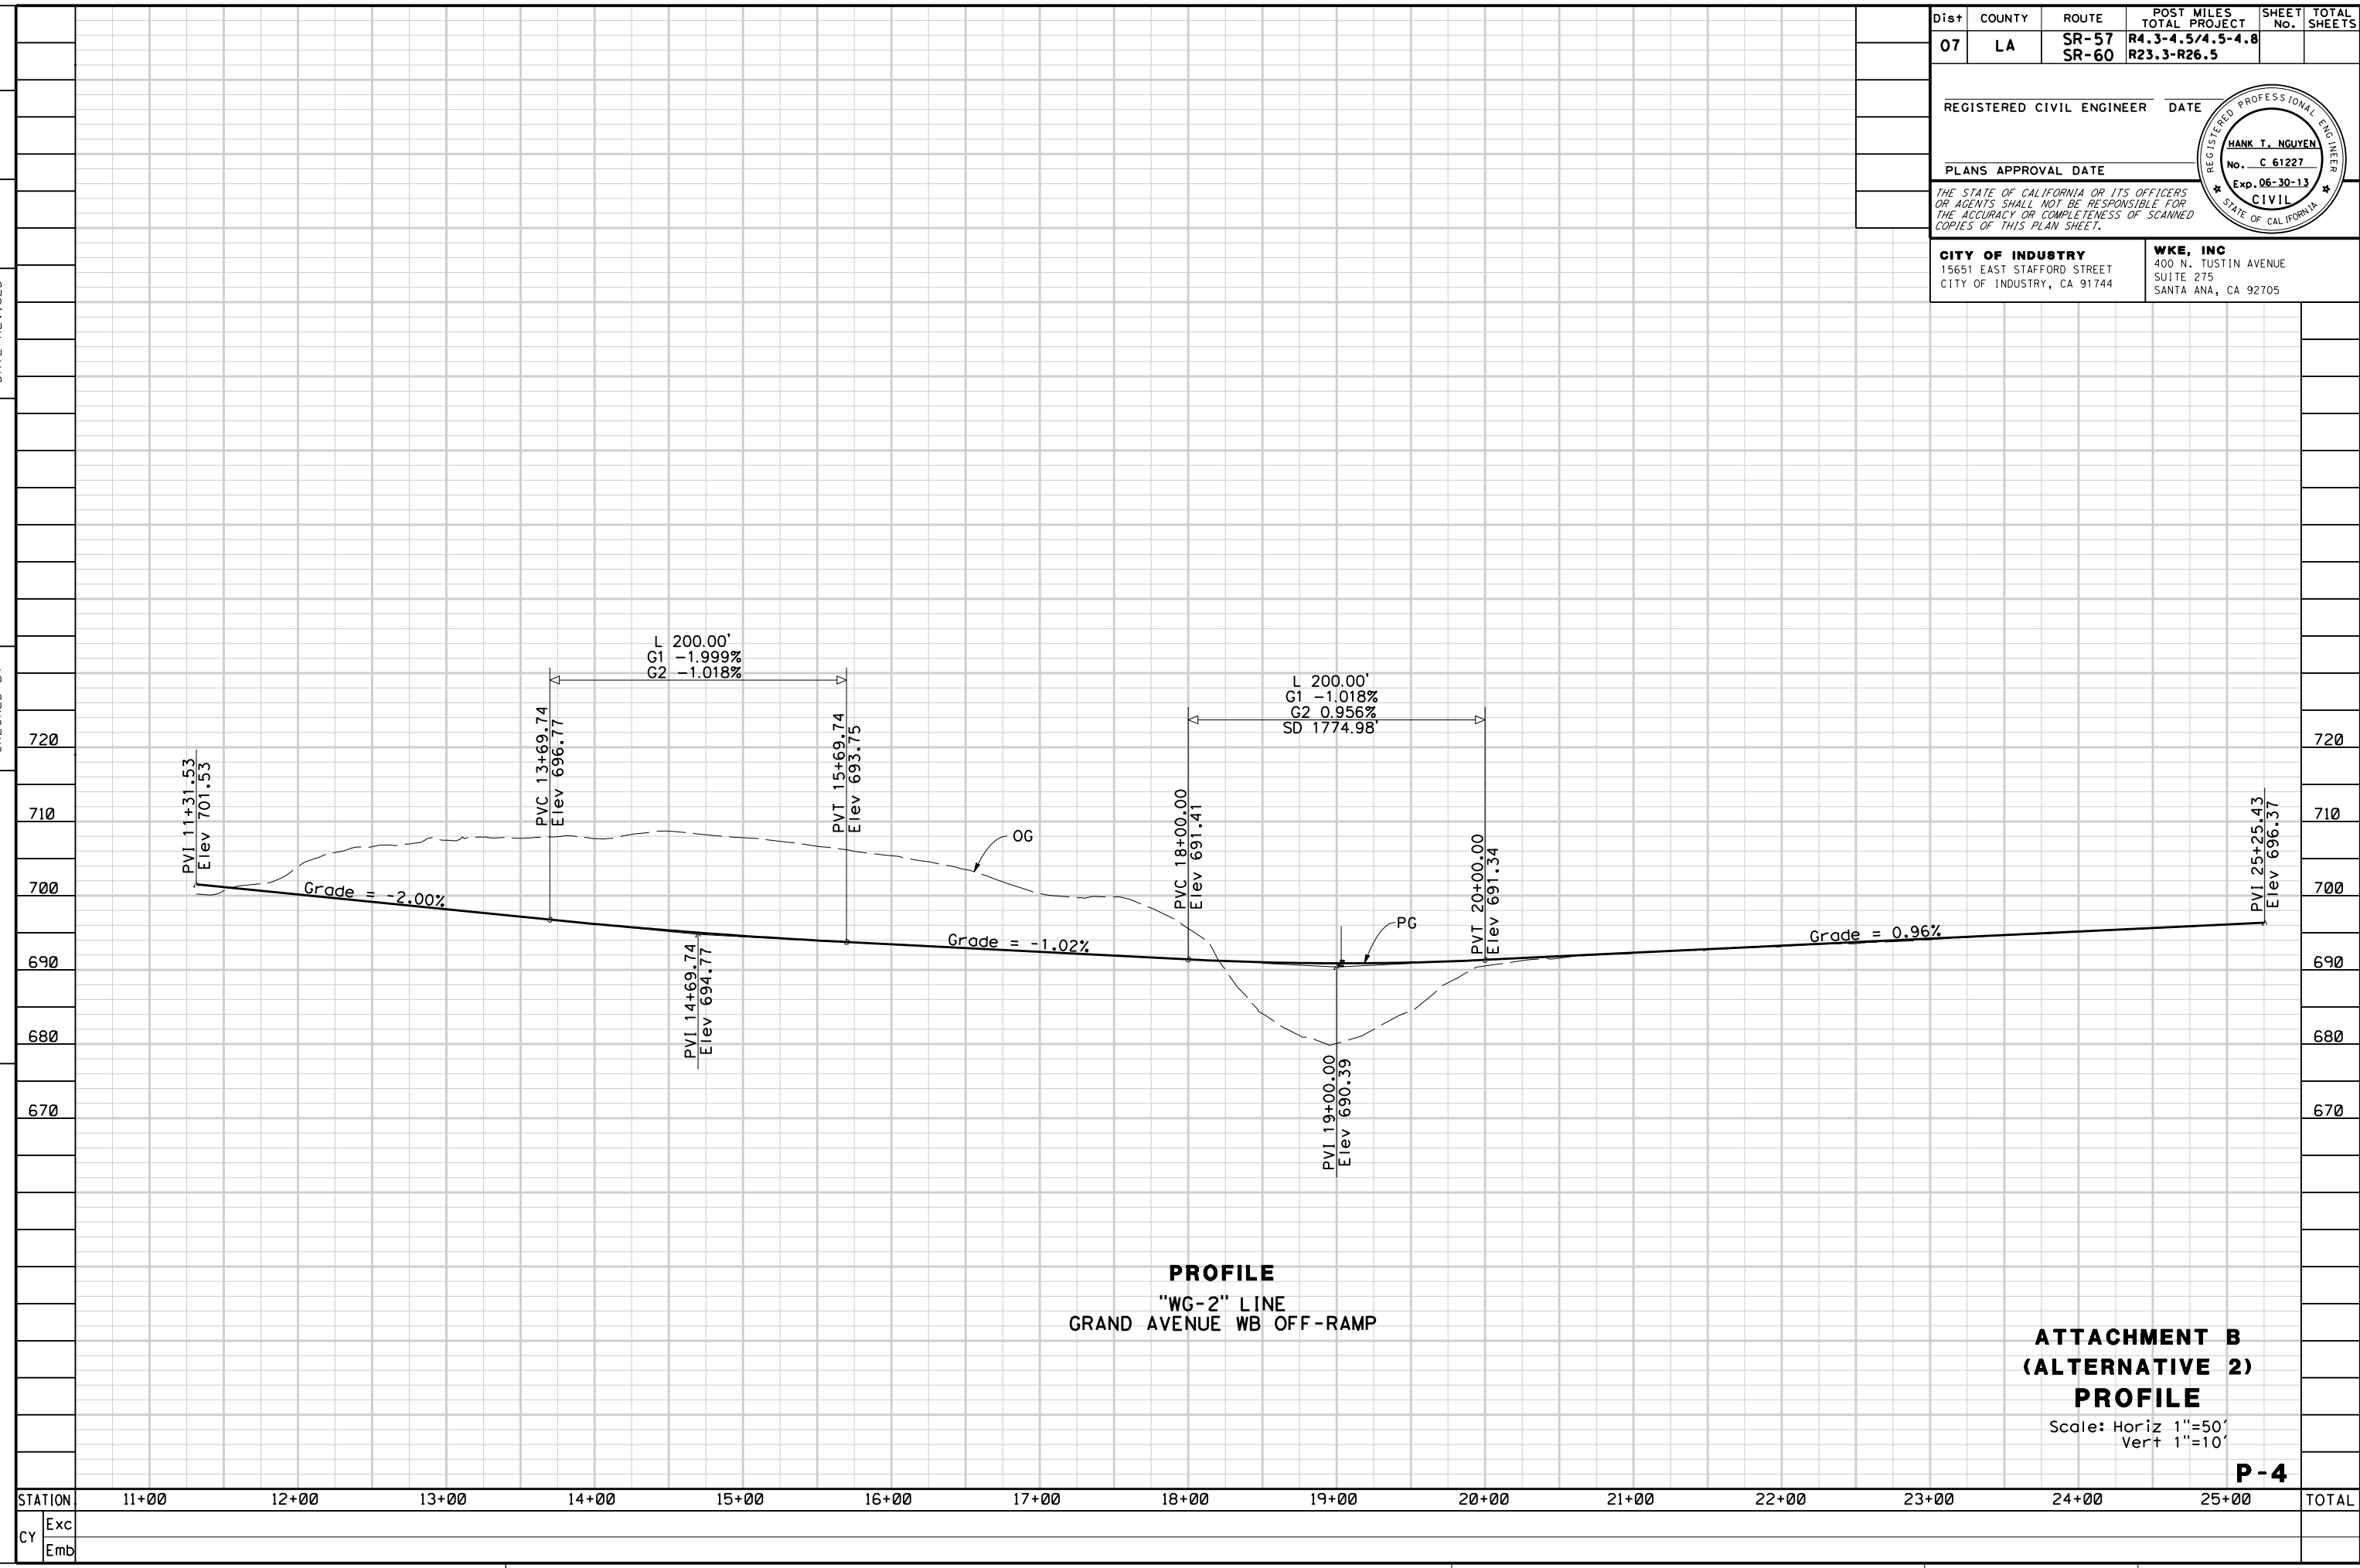 Dist COUNTY ROUTE POST MILES TOTAL PROJECT SHEET No. TOTAL SHEETS
07 LA SR-57 R4.3-4.5/4.5-4.8
SR-60 R23.3-R26.5
REGISTERED CIVIL ENGINEER DATE
PLANS APPROVAL DATE
REGISTERED PROFESSIONAL ENGINEER
HANK T. NGUYEN
No. C 61227
Exp. 06-30-13
CIVIL
STATE OF CALIFORNIA
THE STATE OF CALIFORNIA OR ITS OFFICERS
OR AGENTS SHALL NOT BE RESPONSIBLE FOR
THE ACCURACY OR COMPLETENESS OF SCANNED
COPIES OF THIS PLAN SHEET.
CITY OF INDUSTRY
15651 EAST STAFFORD STREET
CITY OF INDUSTRY, CA 91744
WKE, INC
400 N. TUSTIN AVENUE
SUITE 275
SANTA ANA, CA 92705
L 200.00'
G1 -1.999%
G2 -1.018%
L 200.00'
G1 -1.018%
G2 0.956%
SD 1774.98'
720
710
700
690
680
670
720
710
700
690
680
670
PVI 11+31.53
Elev 701.53
PVC 13+69.74
Elev 696.77
PVI 14+69.74
Elev 694.77
PVT 15+69.74
Elev 693.75
PVC 18+00.00
Elev 691.41
PVI 19+00.00
Elev 690.39
PVT 20+00.00
Elev 691.34
PVI 25+25.43
Elev 696.37
OG
PG
Grade = -2.00%
Grade = -1.02%
Grade = 0.96%
PROFILE
"WG-2" LINE
GRAND AVENUE WB OFF-RAMP
ATTACHMENT B
(ALTERNATIVE 2)
PROFILE
Scale: Horiz 1"=50'
Vert 1"=10'
P-4
STATION 11+00 12+00 13+00 14+00 15+00 16+00 17+00 18+00 19+00 20+00 21+00 22+00 23+00 24+00 25+00 TOTAL
CY Exc
Emb